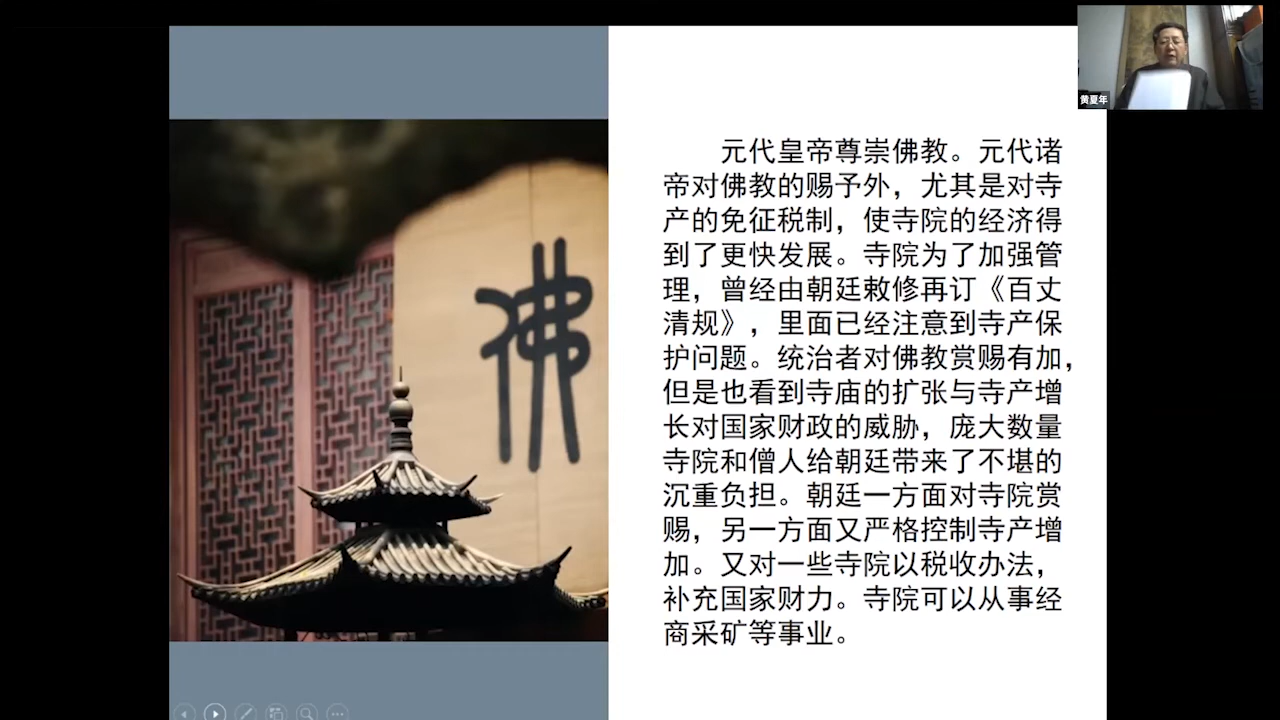 黄夏年
佛
元代皇帝尊崇佛教。元代诸
帝对佛教的赐予外，尤其是对寺
产的免征税制，使寺院的经济得
到了更快发展。寺院为了加强管
理，曾经由朝廷敕修再订《百丈
清规》，里面已经注意到寺产保
护问题。统治者对佛教赏赐有加，
但是也看到寺庙的扩张与寺产增
长对国家财政的威胁，庞大数量
寺院和僧人给朝廷带来了不堪的
沉重负担。朝廷一方面对寺院赏
赐，另一方面又严格控制寺产增
加。又对一些寺院以税收办法，
补充国家财力。寺院可以从事经
商采矿等事业。